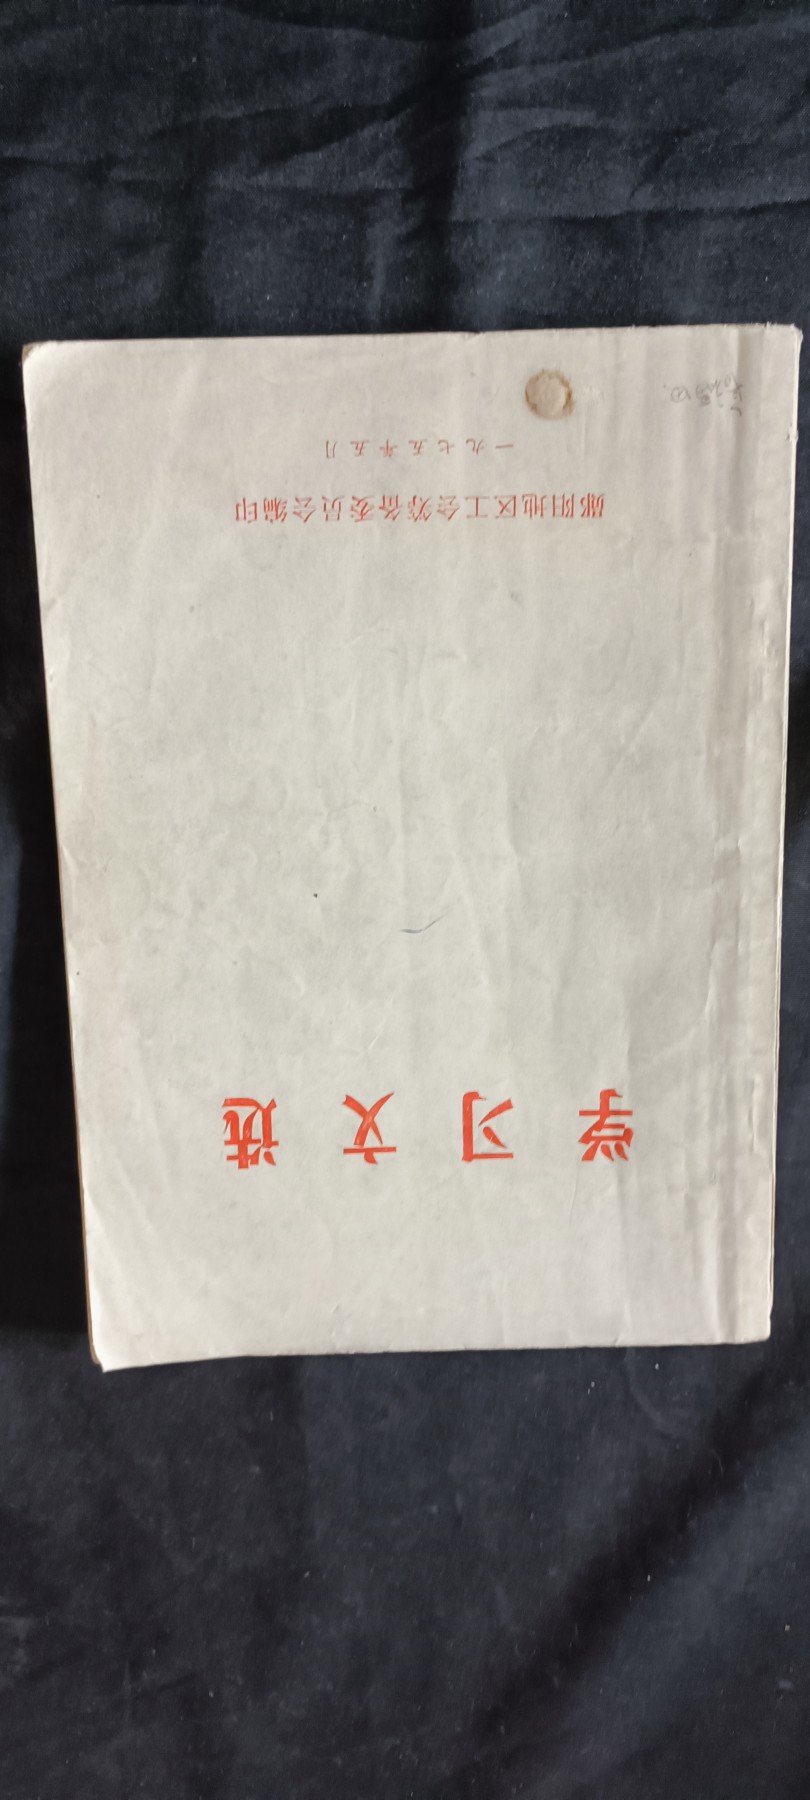 学习文选
郧阳地区工会筹备委员会编印
一九七五年五月